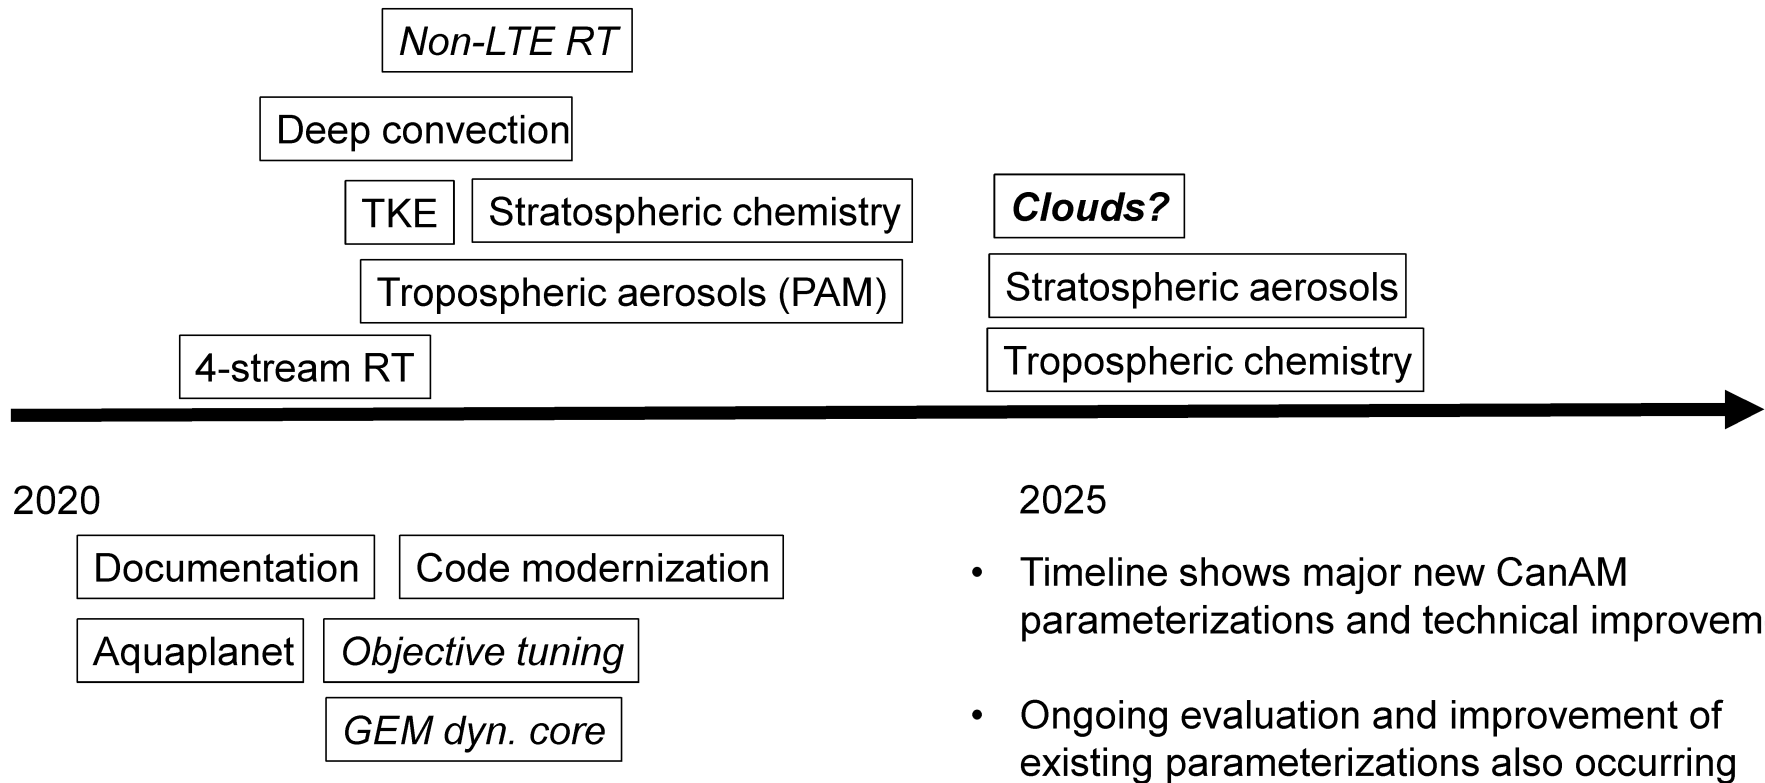 Non-LTE RT
Deep convection
TKE
Stratospheric chemistry
Clouds?
Tropospheric aerosols (PAM)
Stratospheric aerosols
4-stream RT
Tropospheric chemistry
2020
2025
Documentation
Code modernization
Aquaplanet
Objective tuning
GEM dyn. core
• Timeline shows major new CanAM
parameterizations and technical improvem
• Ongoing evaluation and improvement of
existing parameterizations also occurring